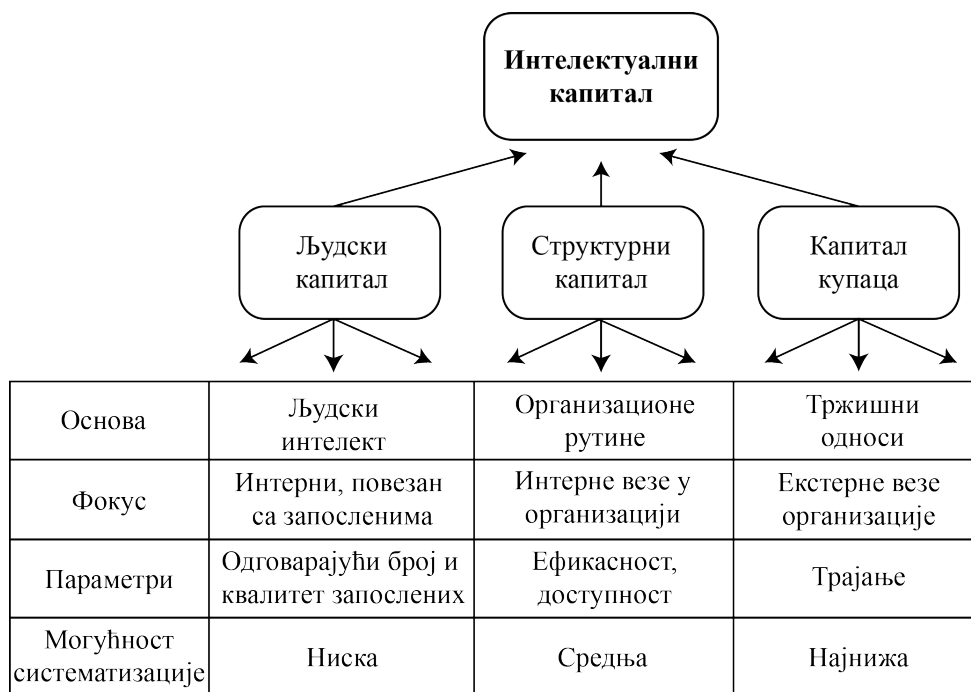 Интелектуални
капитал
Људски
капитал
Структурни
капитал
Капитал
купаца
Основа
Људски
интелект
Организационе
рутине
Тржишни
односи
Фокус
Интерни, повезан
са запосленима
Интерне везе у
организацији
Екстерне везе
организације
Параметри
Одговарајући број и
квалитет запослених
Ефикасност,
доступност
Трајање
Могућност
систематизације
Ниска
Средња
Најнижа